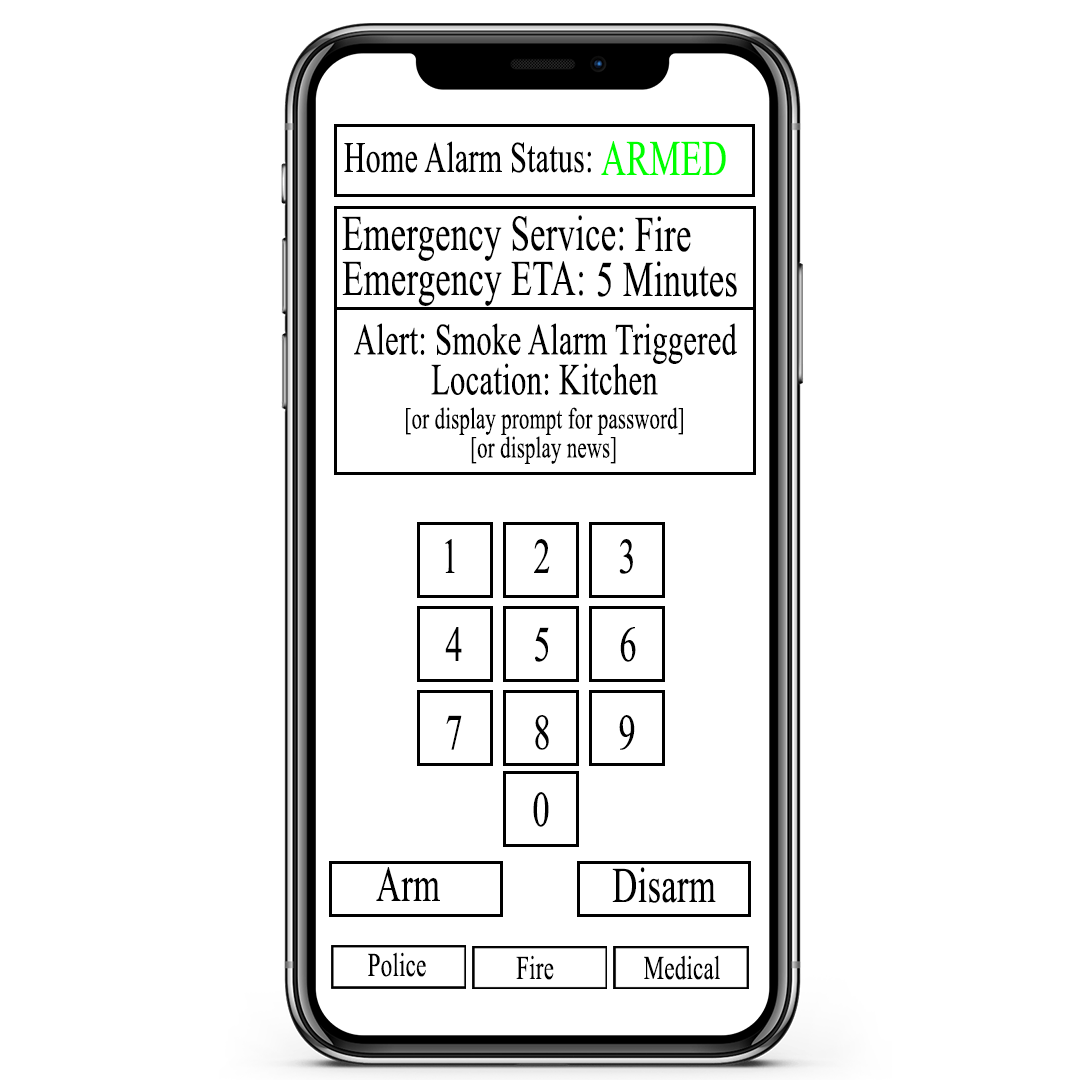 Home Alarm Status: ARMED
Emergency Service: Fire
Emergency ETA: 5 Minutes
Alert: Smoke Alarm Triggered
Location: Kitchen
[or display prompt for password]
[or display news]
1 2 3
4 5 6
7 8 9
0
Arm Disarm
Police Fire Medical